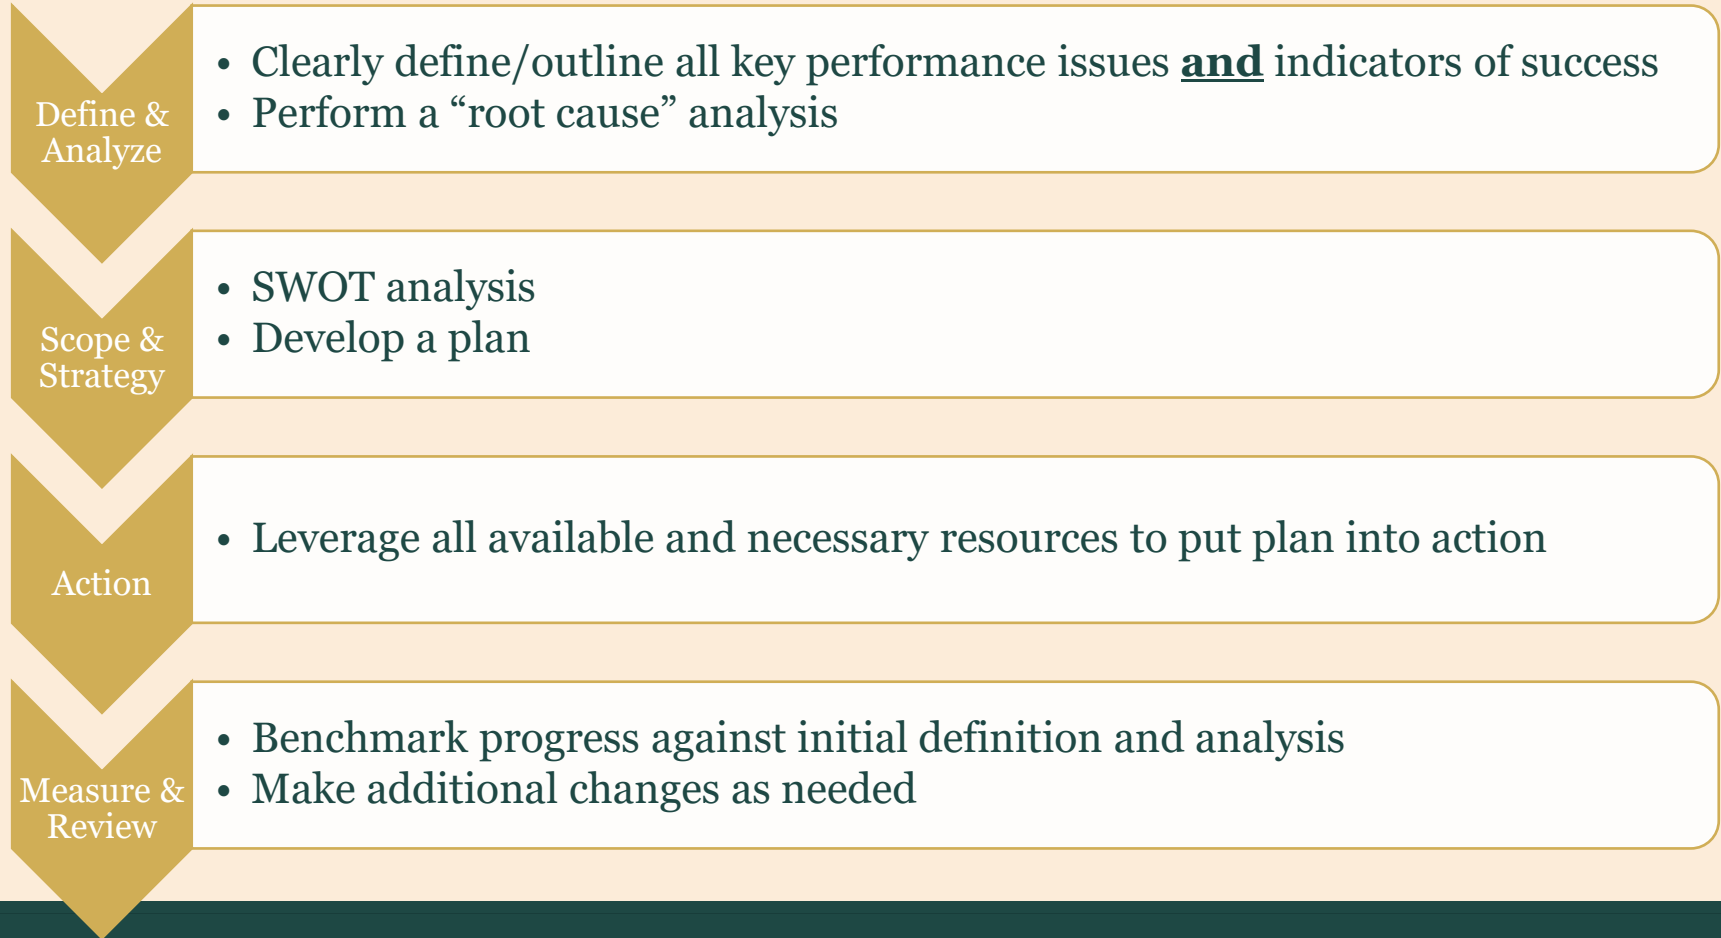 Define &
Analyze
• Clearly define/outline all key performance issues and indicators of success
• Perform a “root cause” analysis
Scope &
Strategy
• SWOT analysis
• Develop a plan
Action
• Leverage all available and necessary resources to put plan into action
Measure &
Review
• Benchmark progress against initial definition and analysis
• Make additional changes as needed